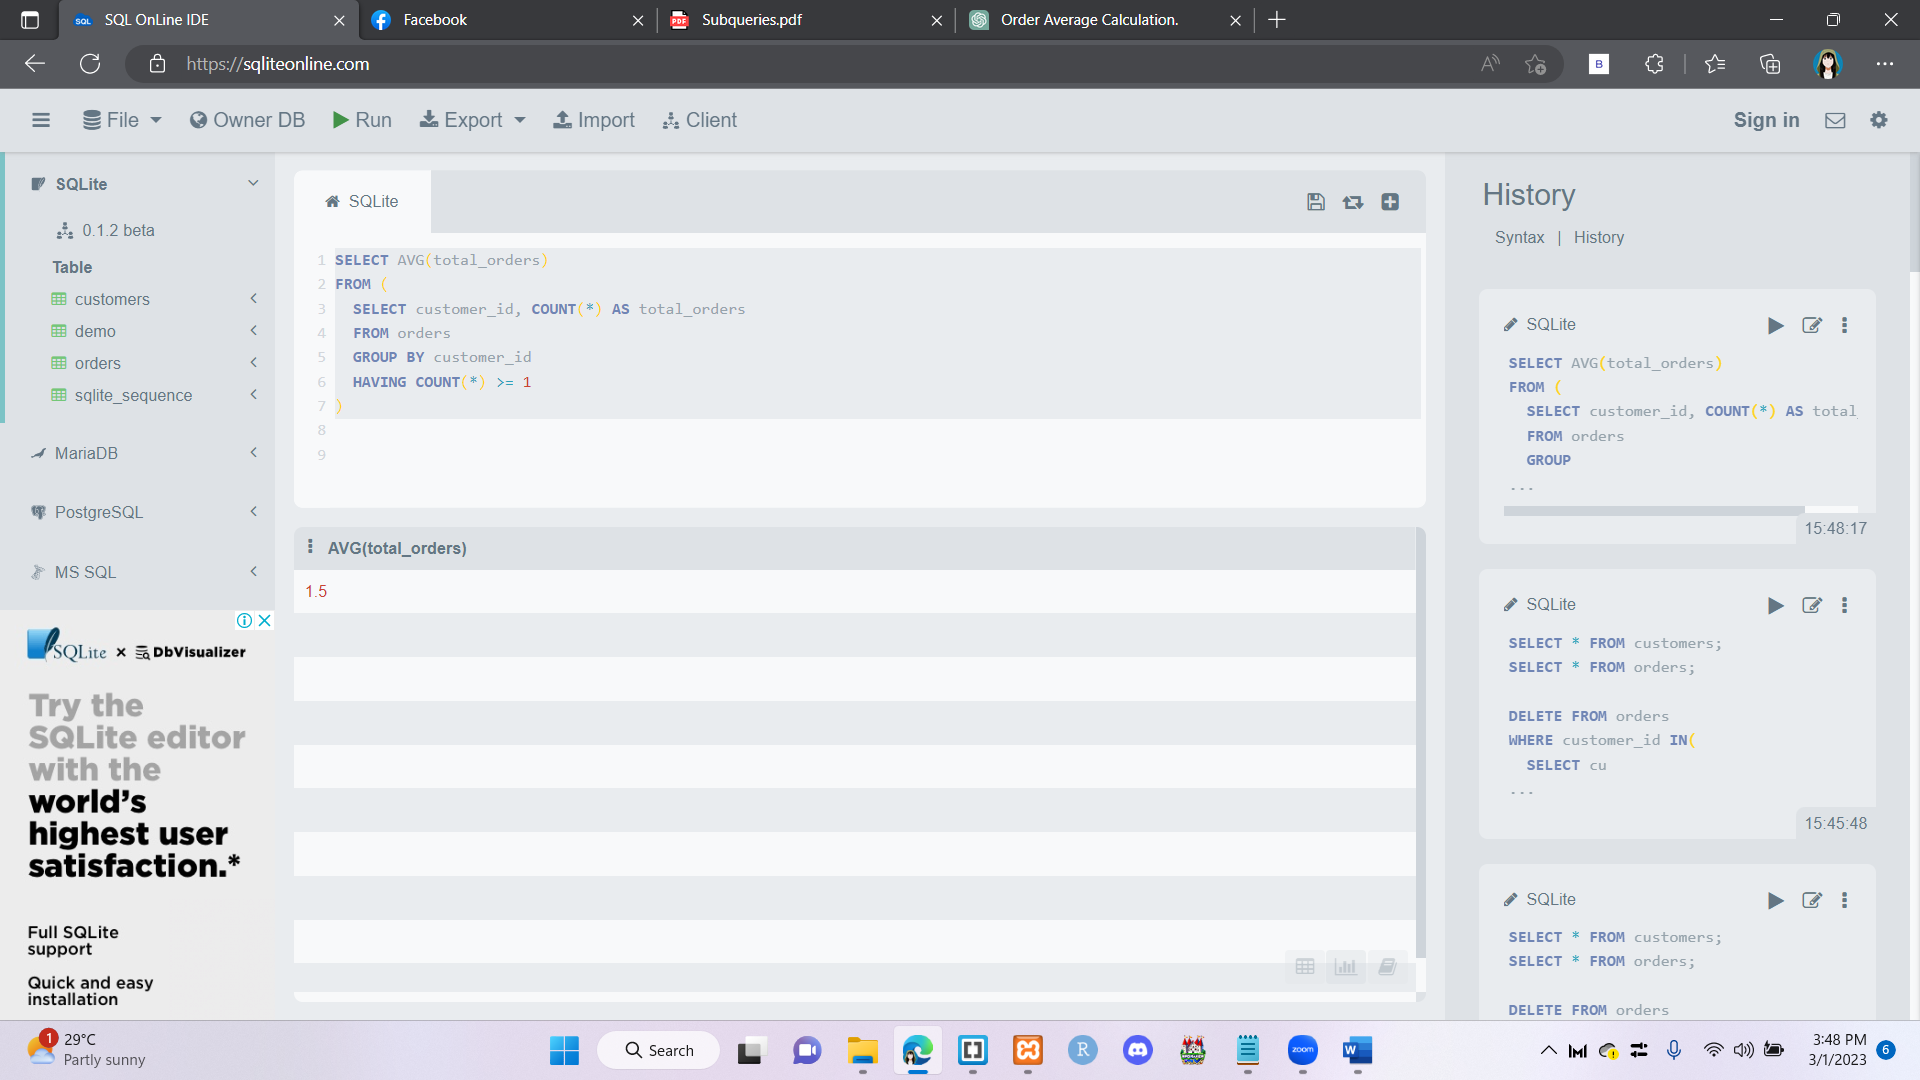 SQL OnLine IDE
Facebook
Subqueries.pdf
Order Average Calculation.
https://sqliteonline.com
File
Owner DB
Run
Export
Import
Client
Sign in
SQLite
0.1.2 beta
Table
customers
demo
orders
sqlite_sequence
MariaDB
PostgreSQL
MS SQL
SQLite x DbVisualizer
Try the
SQLite editor
with the
world's
highest user
satisfaction.*
Full SQLite
support
Quick and easy
installation
SQLite
1 SELECT AVG(total_orders)
2 FROM (
3 SELECT customer_id, COUNT(*) AS total_orders
4 FROM orders
5 GROUP BY customer_id
6 HAVING COUNT(*) >= 1
7 )
8
9
AVG(total_orders)
1.5
History
Syntax | History
SQLite
SELECT AVG(total_orders)
FROM (
SELECT customer_id, COUNT(*) AS total_
FROM orders
GROUP
...
15:48:17
SQLite
SELECT * FROM customers;
SELECT * FROM orders;
DELETE FROM orders
WHERE customer_id IN(
SELECT cu
...
15:45:48
SQLite
SELECT * FROM customers;
SELECT * FROM orders;
DELETE FROM orders
1
29°C
Partly sunny
Search
zoom
3:48 PM
3/1/2023
6